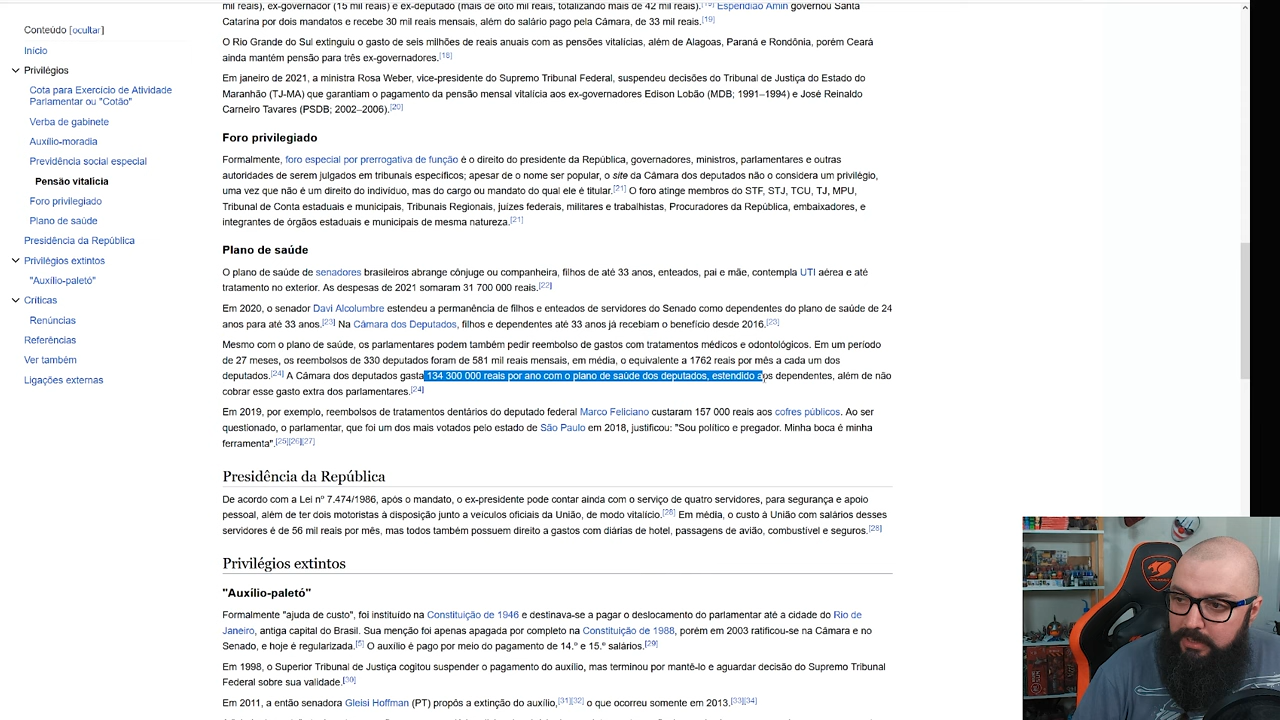 mil reais), ex-governador (15 mil reais) e ex-deputado (mais de oito mil reais, totalizando mais de 42 mil reais). Esperidião Amin governou Santa
Catarina por dois mandatos e recebe 30 mil reais mensais, além do salário pago pela Câmara, de 33 mil reais.[19]
O Rio Grande do Sul extinguiu o gasto de seis milhões de reais anuais com as pensões vitalícias, além de Alagoas, Paraná e Rondônia, porém Ceará
ainda mantém pensão para três ex-governadores.[18]
Em janeiro de 2021, a ministra Rosa Weber, vice-presidente do Supremo Tribunal Federal, suspendeu decisões do Tribunal de Justiça do Estado do
Maranhão (TJ-MA) que garantiam o pagamento da pensão mensal vitalícia aos ex-governadores Edison Lobão (MDB; 1991–1994) e José Reinaldo
Carneiro Tavares (PSDB; 2002–2006).[20]
Foro privilegiado
Formalmente, foro especial por prerrogativa de função é o direito do presidente da República, governadores, ministros, parlamentares e outras
autoridades de serem julgados em tribunais específicos; apesar de o nome ser popular, o site da Câmara dos deputados não o considera um privilégio,
uma vez que não é um direito do indivíduo, mas do cargo ou mandato do qual ele é titular.[21] O foro atinge membros do STF, STJ, TCU, TJ, MPU,
Tribunal de Conta estaduais e municipais, Tribunais Regionais, juízes federais, militares e trabalhistas, Procuradores da República, embaixadores, e
integrantes de órgãos estaduais e municipais de mesma natureza.[21]
Plano de saúde
O plano de saúde de senadores brasileiros abrange cônjuge ou companheira, filhos de até 33 anos, enteados, pai e mãe, contempla UTI aérea e até
tratamento no exterior. As despesas de 2021 somaram 31 700 000 reais.[22]
Em 2020, o senador Davi Alcolumbre estendeu a permanência de filhos e enteados de servidores do Senado como dependentes do plano de saúde de 24
anos para até 33 anos.[23] Na Câmara dos Deputados, filhos e dependentes até 33 anos já recebiam o benefício desde 2016.[23]
Mesmo com o plano de saúde, os parlamentares podem também pedir reembolso de gastos com tratamentos médicos e odontológicos. Em um período
de 27 meses, os reembolsos de 330 deputados foram de 581 mil reais mensais, em média, o equivalente a 1762 reais por mês a cada um dos
deputados.[24] A Câmara dos deputados gasta 134 300 000 reais por ano com o plano de saúde dos deputados, estendido aos dependentes, além de não
cobrar esse gasto extra dos parlamentares.[24]
Em 2019, por exemplo, reembolsos de tratamentos dentários do deputado federal Marco Feliciano custaram 157 000 reais aos cofres públicos. Ao ser
questionado, o parlamentar, que foi um dos mais votados pelo estado de São Paulo em 2018, justificou: "Sou político e pregador. Minha boca é minha
ferramenta".[25][26][27]
Presidência da República
De acordo com a Lei nº 7.474/1986, após o mandato, o ex-presidente pode contar ainda com o serviço de quatro servidores, para segurança e apoio
pessoal, além de ter dois motoristas à disposição junto a veículos oficiais da União, de modo vitalício.[28] Em média, o custo à União com salários desses
servidores é de 56 mil reais por mês, mas todos também possuem direito a gastos com diárias de hotel, passagens de avião, combustível e seguros.[28]
Privilégios extintos
"Auxílio-paletó"
Formalmente "ajuda de custo", foi instituído na Constituição de 1946 e destinava-se a pagar o deslocamento do parlamentar até a cidade do Rio de
Janeiro, antiga capital do Brasil. Sua menção foi apenas apagada por completo na Constituição de 1988, porém em 2003 ratificou-se na Câmara e no
Senado, e hoje é regularizada.[5] O auxílio é pago por meio do pagamento de 14.º e 15.º salários.[29]
Em 1998, o Superior Tribunal de Justiça cogitou suspender o pagamento do auxílio, mas terminou por mantê-lo e aguardar decisão do Supremo Tribunal
Federal sobre sua validade.[30]
Em 2011, a então senadora Gleisi Hoffman (PT) propôs a extinção do auxílio,[31][32] o que ocorreu somente em 2013.[33][34]
Conteúdo [ocultar]
Início
Privilégios
Cota para Exercício de Atividade
Parlamentar ou "Cotão"
Verba de gabinete
Auxílio-moradia
Previdência social especial
Pensão vitalícia
Foro privilegiado
Plano de saúde
Presidência da República
Privilégios extintos
"Auxílio-paletó"
Críticas
Renúncias
Referências
Ver também
Ligações externas